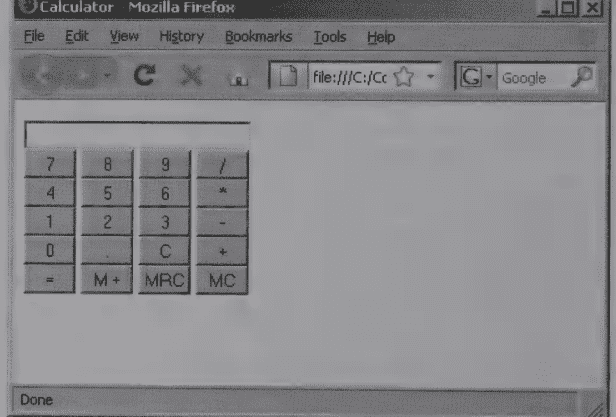 Calculator - Mozilla Firefox
File Edit View History Bookmarks Tools Help
file:///C:/Cc Google
7 8 9 /
4 5 6 *
1 2 3 -
0 . C +
= M + MRC MC
Done